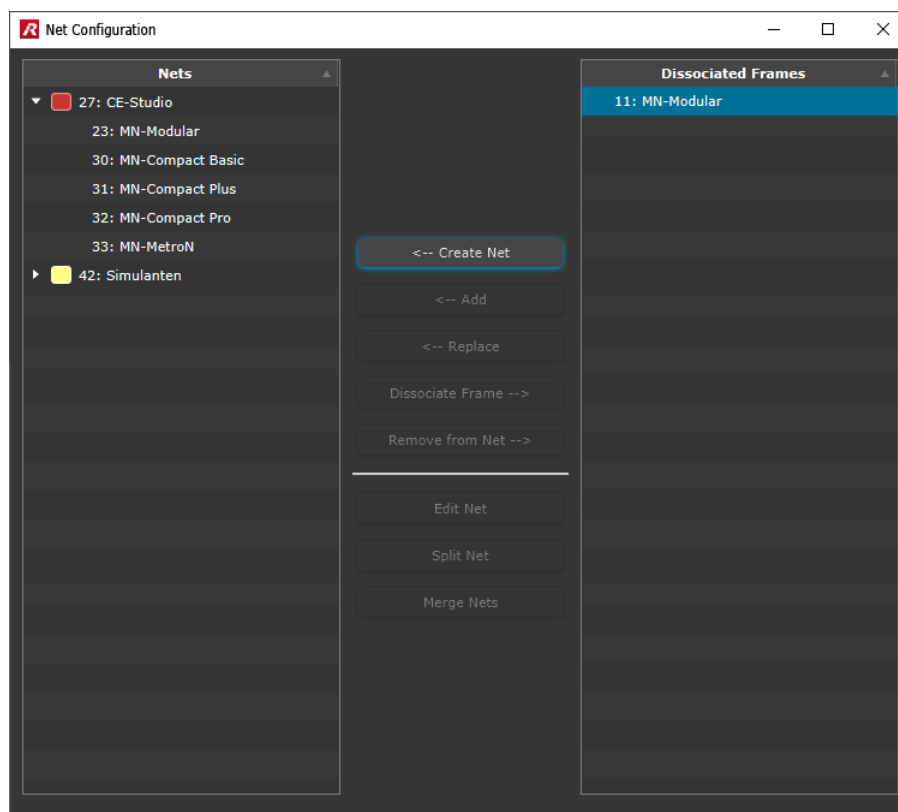 Net Configuration
Nets
27: CE-Studio
23: MN-Modular
30: MN-Compact Basic
31: MN-Compact Plus
32: MN-Compact Pro
33: MN-MetroN
42: Simulanten
<-- Create Net
<-- Add
<-- Replace
Dissociate Frame -->
Remove from Net -->
Edit Net
Split Net
Merge Nets
Dissociated Frames
11: MN-Modular